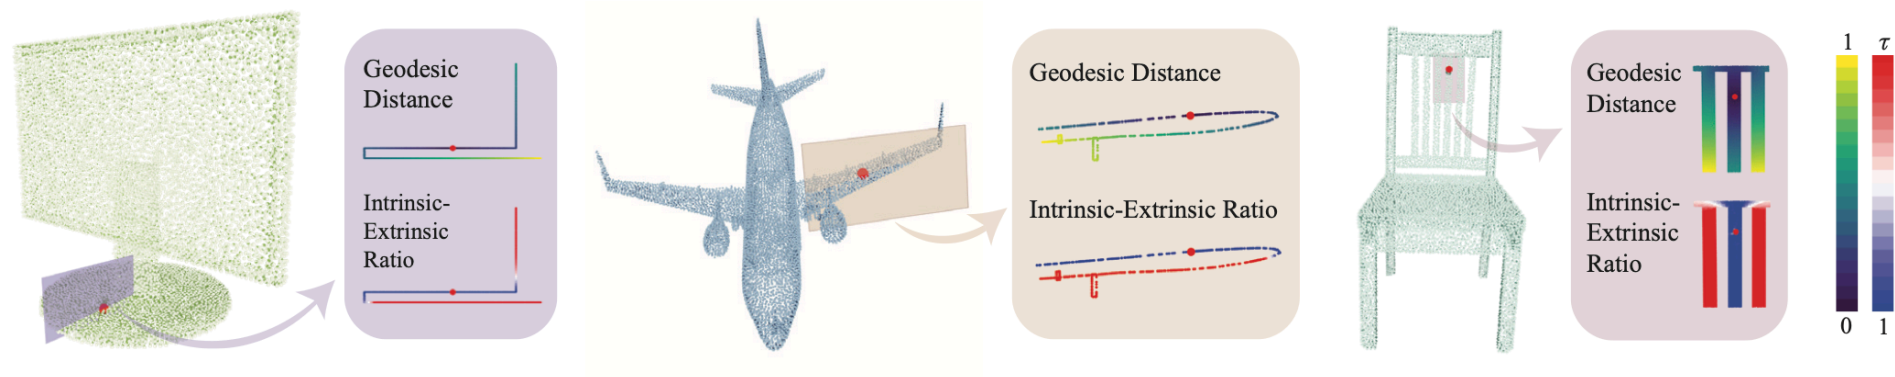 Geodesic
Distance
Intrinsic-
Extrinsic
Ratio
Geodesic Distance
Intrinsic-Extrinsic Ratio
Geodesic
Distance
Intrinsic-
Extrinsic
Ratio
1 τ
0 1